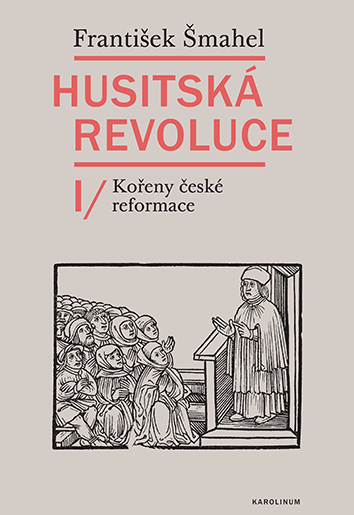 František Šmahel
HUSITSKÁ
REVOLUCE
I/ Kořeny české
reformace
KAROLINUM